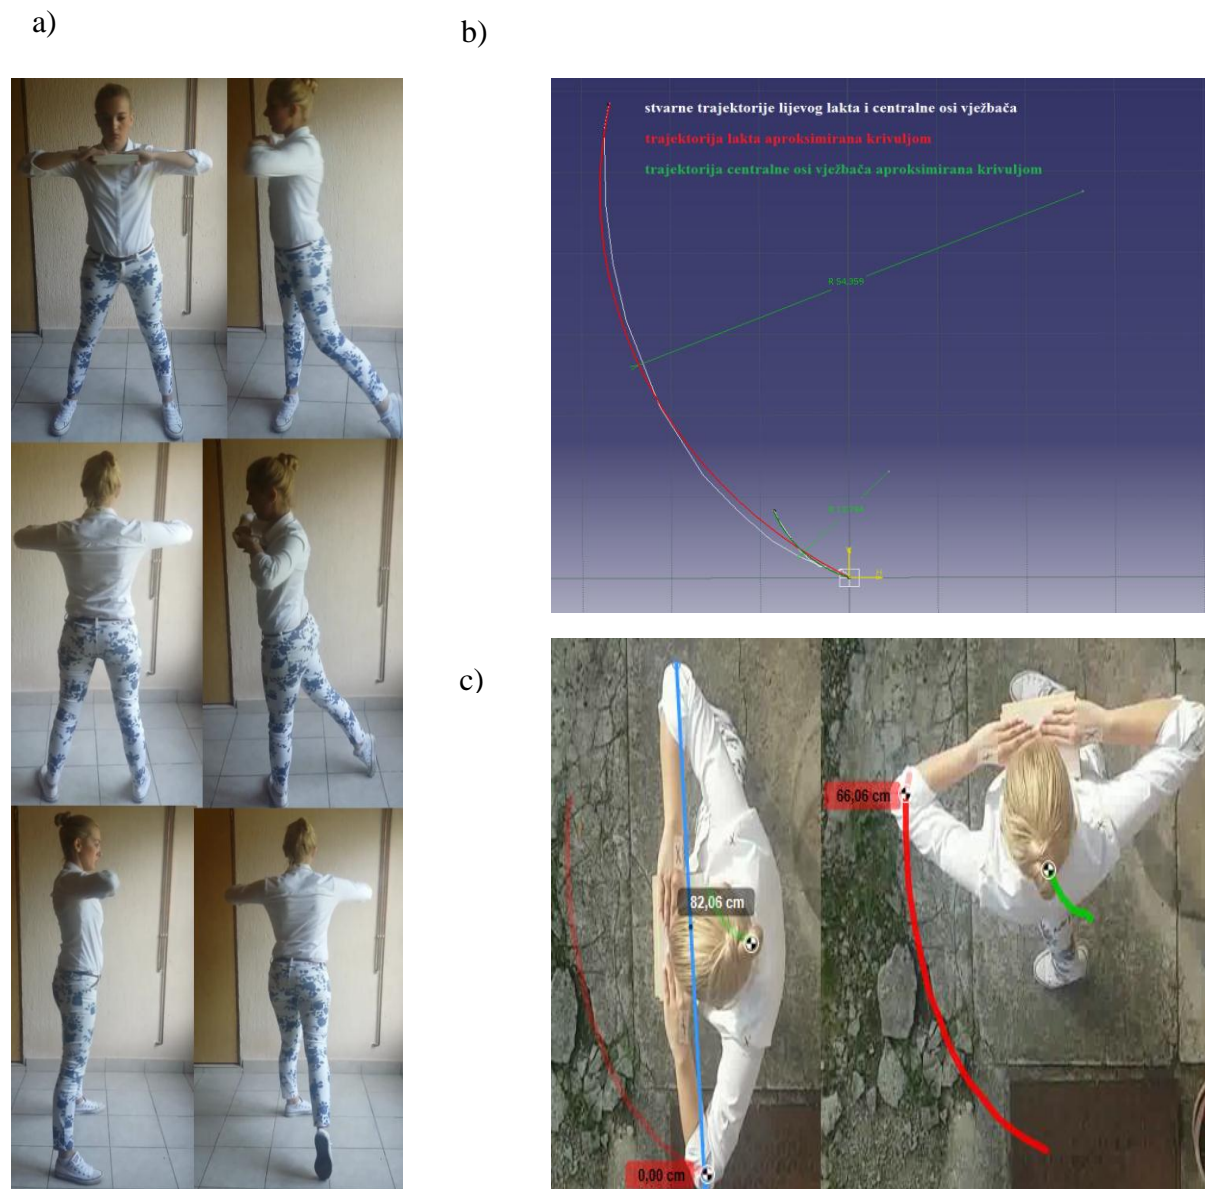 a)
b)
stvarne trajektorije lijevog lakta i centralne osi vježbača
trajektorija lakta aproksimirana krivuljom
trajektorija centralne osi vježbača aproksimirana krivuljom
R 54,359
c)
82,06 cm
66,06 cm
0,00 cm